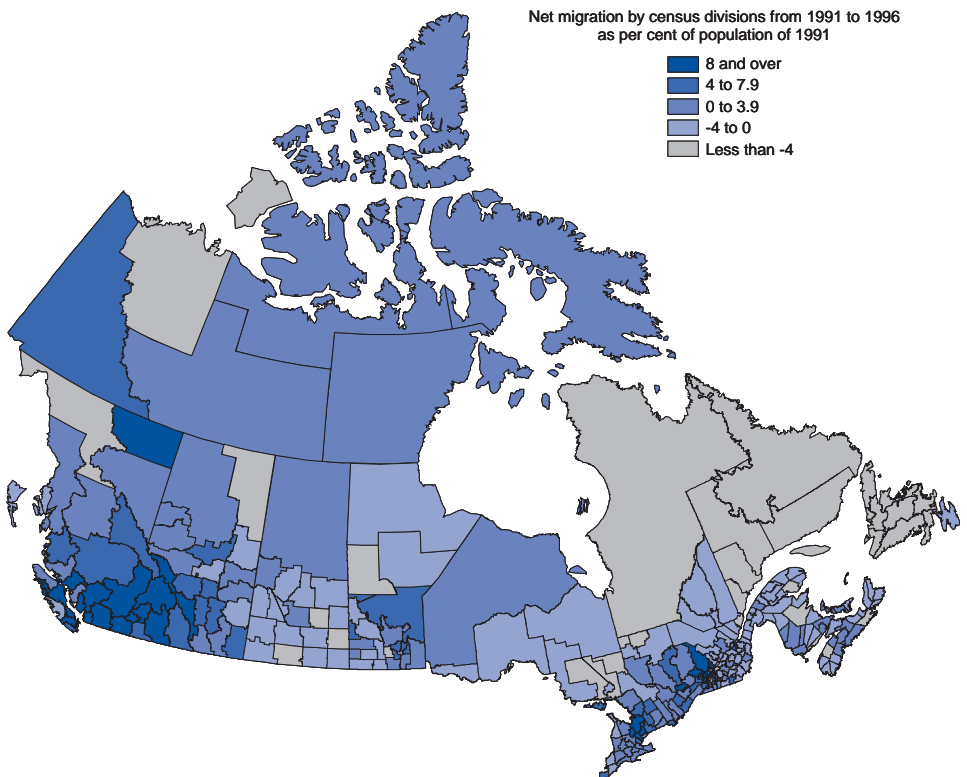 Net migration by census divisions from 1991 to 1996
as per cent of population of 1991
8 and over
4 to 7.9
0 to 3.9
-4 to 0
Less than -4